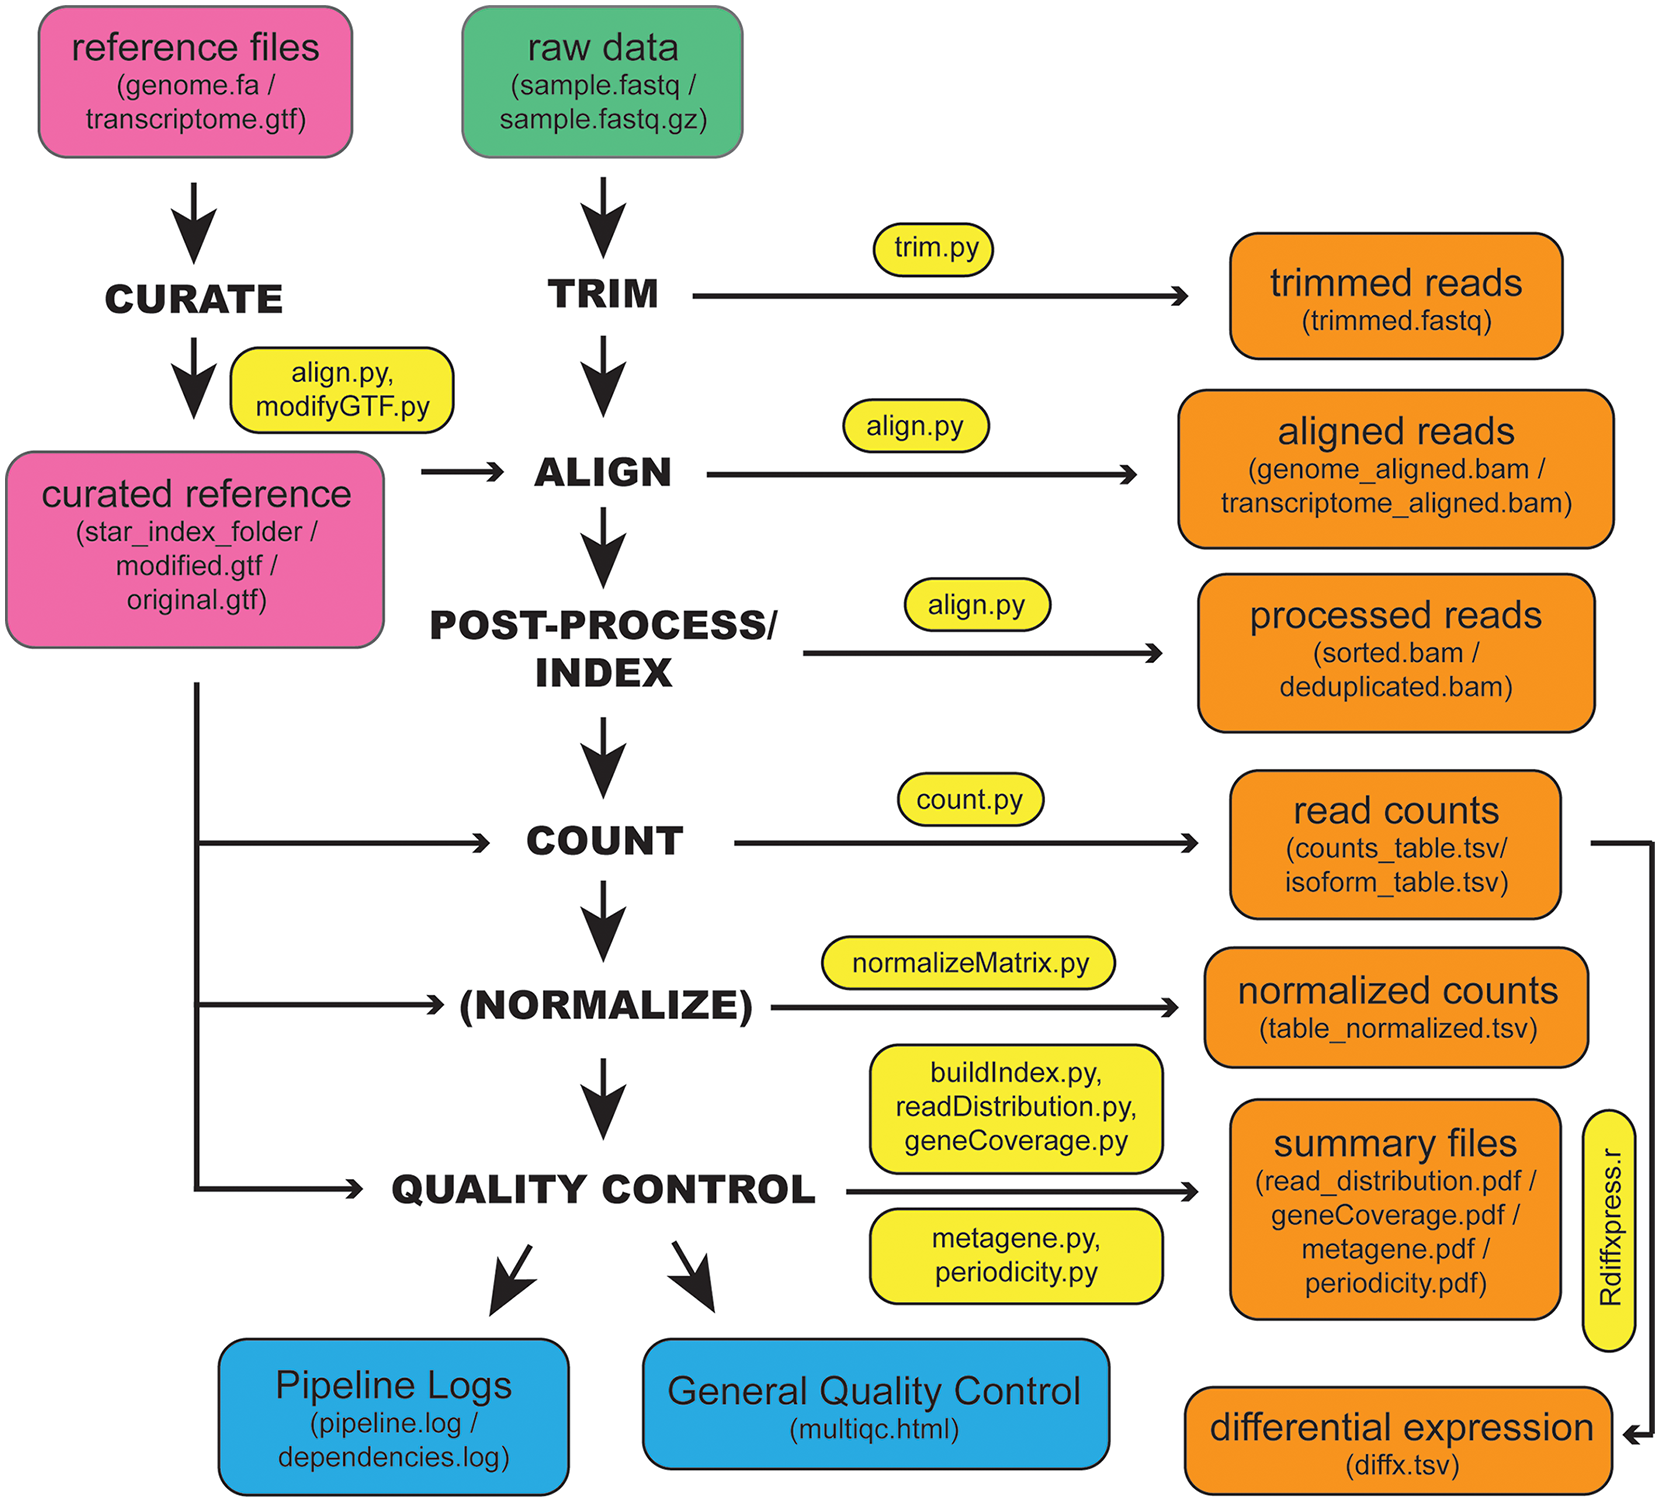 reference files
(genome.fa /
transcriptome.gtf)
raw data
(sample.fastq /
sample.fastq.gz)
CURATE
TRIM
trim.py
trimmed reads
(trimmed.fastq)
align.py,
modifyGTF.py
curated reference
(star_index_folder /
modified.gtf /
original.gtf)
ALIGN
align.py
aligned reads
(genome_aligned.bam /
transcriptome_aligned.bam)
POST-PROCESS/
INDEX
align.py
processed reads
(sorted.bam /
deduplicated.bam)
COUNT
count.py
read counts
(counts_table.tsv/
isoform_table.tsv)
(NORMALIZE)
normalizeMatrix.py
normalized counts
(table_normalized.tsv)
QUALITY CONTROL
buildIndex.py,
readDistribution.py,
geneCoverage.py
metagene.py,
periodicity.py
summary files
(read_distribution.pdf /
geneCoverage.pdf /
metagene.pdf /
periodicity.pdf)
Rdiffxpress.r
Pipeline Logs
(pipeline.log /
dependencies.log)
General Quality Control
(multiqc.html)
differential expression
(diffx.tsv)